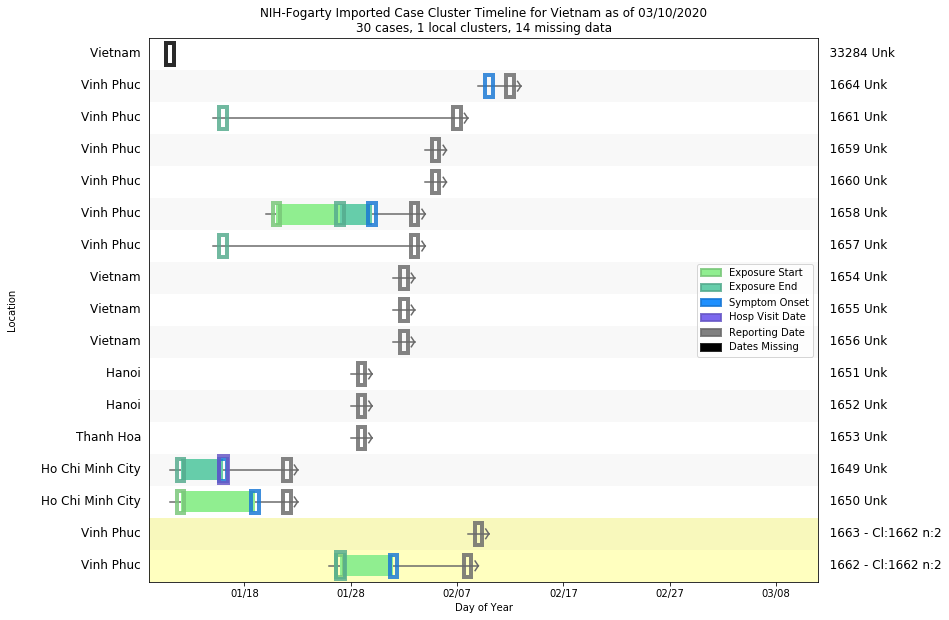 NIH-Fogarty Imported Case Cluster Timeline for Vietnam as of 03/10/2020
30 cases, 1 local clusters, 14 missing data
Vietnam 33284 Unk
Vinh Phuc 1664 Unk
Vinh Phuc 1661 Unk
Vinh Phuc 1659 Unk
Vinh Phuc 1660 Unk
Vinh Phuc 1658 Unk
Vinh Phuc 1657 Unk
Vietnam 1654 Unk
Vietnam 1655 Unk
Vietnam 1656 Unk
Hanoi 1651 Unk
Hanoi 1652 Unk
Thanh Hoa 1653 Unk
Ho Chi Minh City 1649 Unk
Ho Chi Minh City 1650 Unk
Vinh Phuc 1663 - Cl:1662 n:2
Vinh Phuc 1662 - Cl:1662 n:2
Exposure Start
Exposure End
Symptom Onset
Hosp Visit Date
Reporting Date
Dates Missing
Location
01/18 01/28 02/07 02/17 02/27 03/08
Day of Year